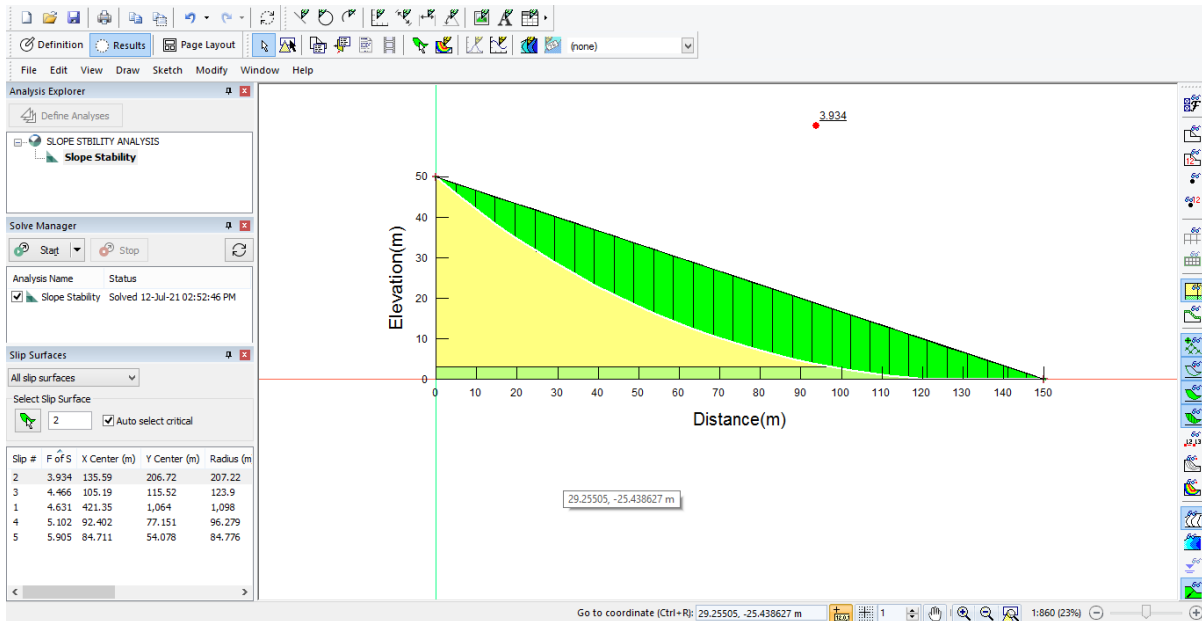 Definition Results Page Layout (none)
File Edit View Draw Sketch Modify Window Help
Analysis Explorer
Define Analyses
SLOPE STBILITY ANALYSIS
Slope Stability
Solve Manager
Start Stop
Analysis Name Status
Slope Stability Solved 12-Jul-21 02:52:46 PM
Slip Surfaces
All slip surfaces
Select Slip Surface
2 Auto select critical
Slip # F of S X Center (m) Y Center (m) Radius (m
2 3.934 135.59 206.72 207.22
3 4.466 105.19 115.52 123.9
1 4.631 421.35 1,064 1,098
4 5.102 92.402 77.151 96.279
5 5.905 84.711 54.078 84.776
3.934
50
40
30
20
10
0
Elevation(m)
0 10 20 30 40 50 60 70 80 90 100 110 120 130 140 150
Distance(m)
29.25505, -25.438627 m
Go to coordinate (Ctrl+R): 29.25505, -25.438627 m 1 1:860 (23%)